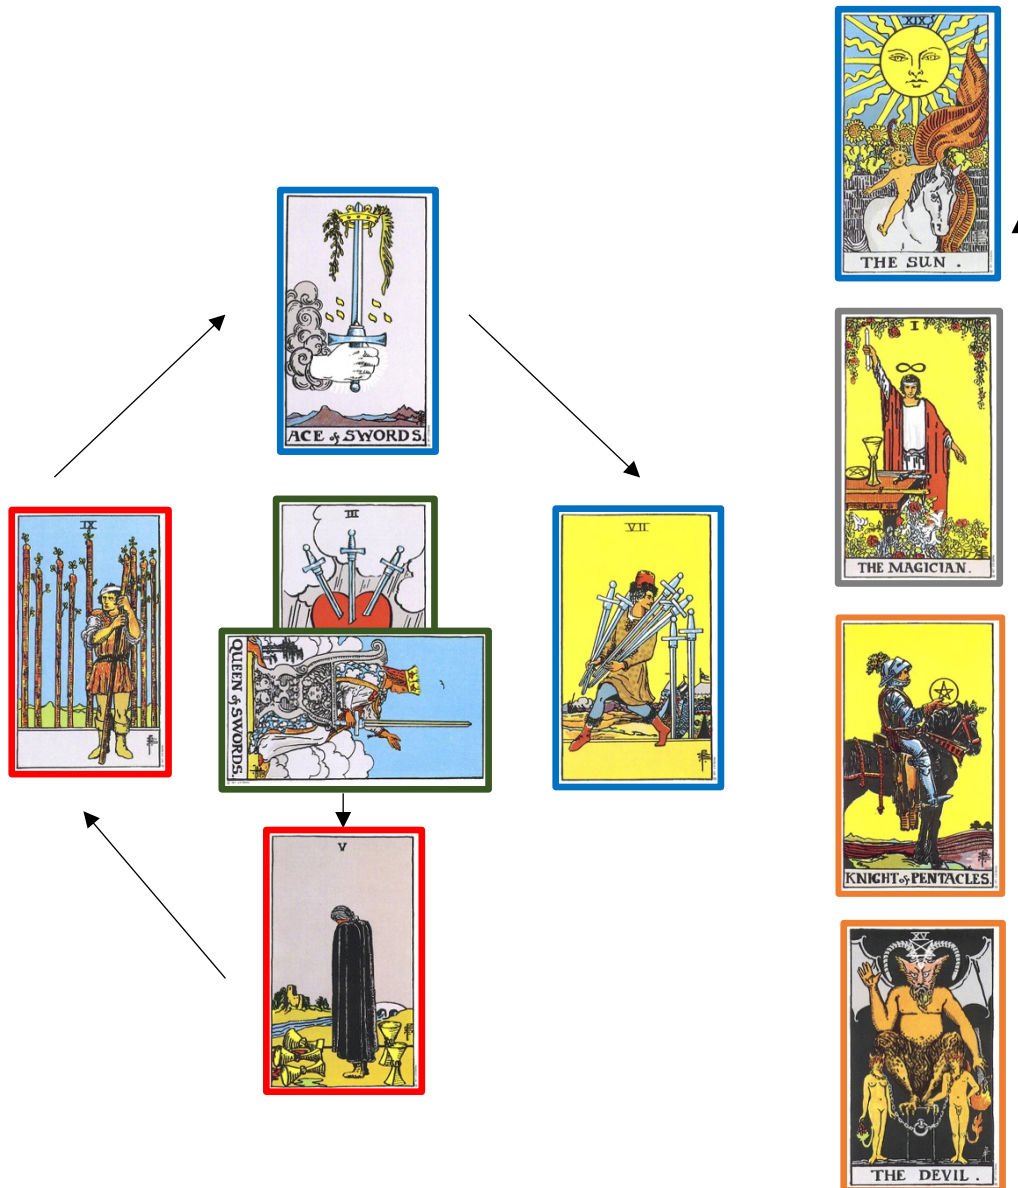 XIX
THE SUN .
ACE of SWORDS.
I
THE MAGICIAN.
IX
III
QUEEN of SWORDS.
VII
KNIGHT of PENTACLES.
V
XV
THE DEVIL .